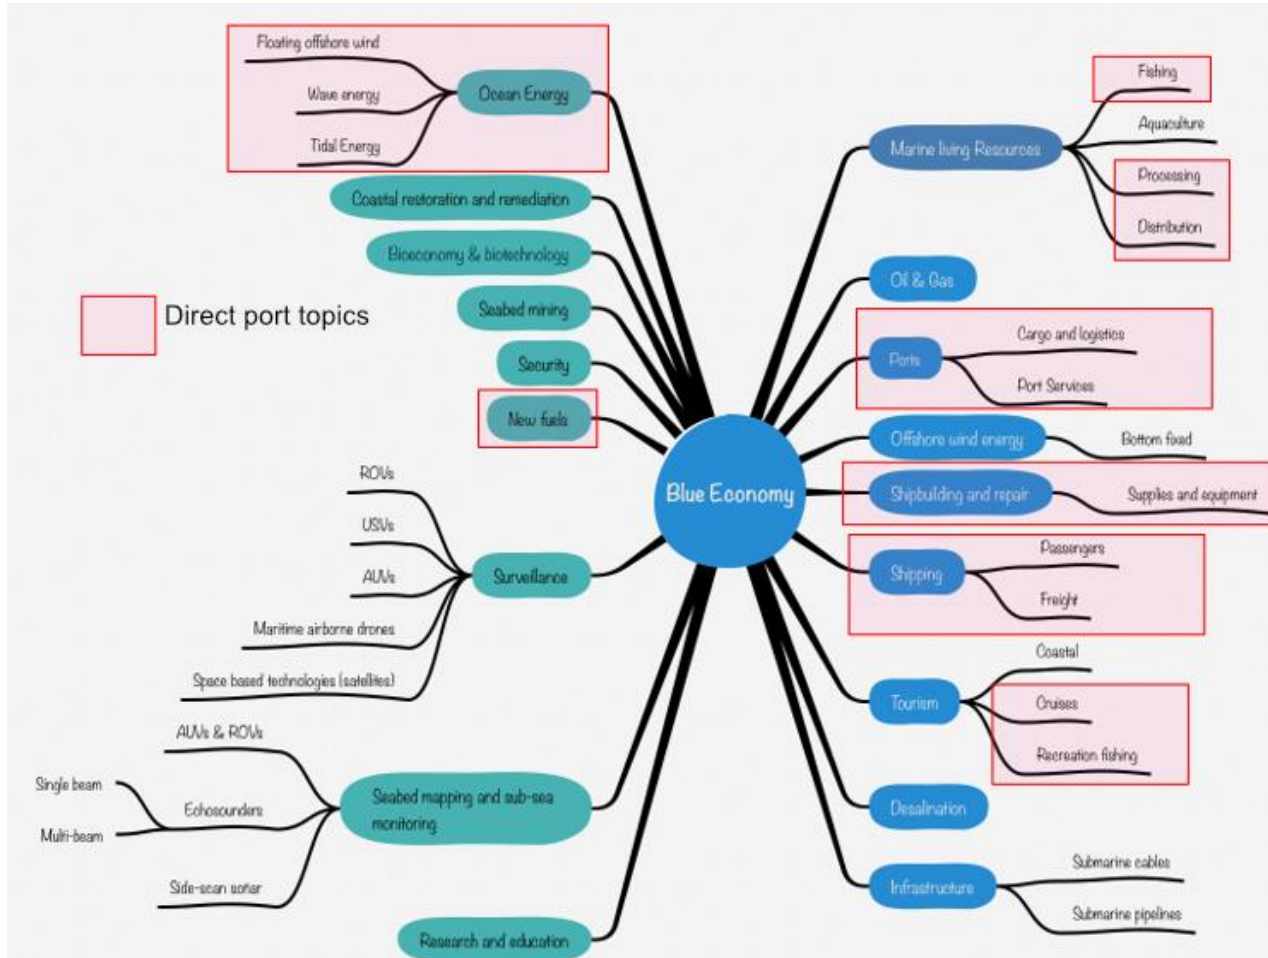 Floating offshore wind
Wave energy
Tidal Energy
Ocean Energy
Coastal restoration and remediation
Bioeconomy & biotechnology
Seabed mining
Security
New fuels
Direct port topics
ROVs
USVs
AUVs
Maritime airborne drones
Space based technologies (satellites)
Surveillance
AUVs & ROVs
Single beam
Multi-beam
Echosounders
Side-scan sonar
Seabed mapping and sub-sea
monitoring
Research and education
Blue Economy
Marine living Resources
Fishing
Aquaculture
Processing
Distribution
Oil & Gas
Ports
Cargo and logistics
Port Services
Offshore wind energy
Bottom fixed
Shipbuilding and repair
Supplies and equipment
Shipping
Passengers
Freight
Tourism
Coastal
Cruises
Recreation fishing
Desalination
Infrastructure
Submarine cables
Submarine pipelines